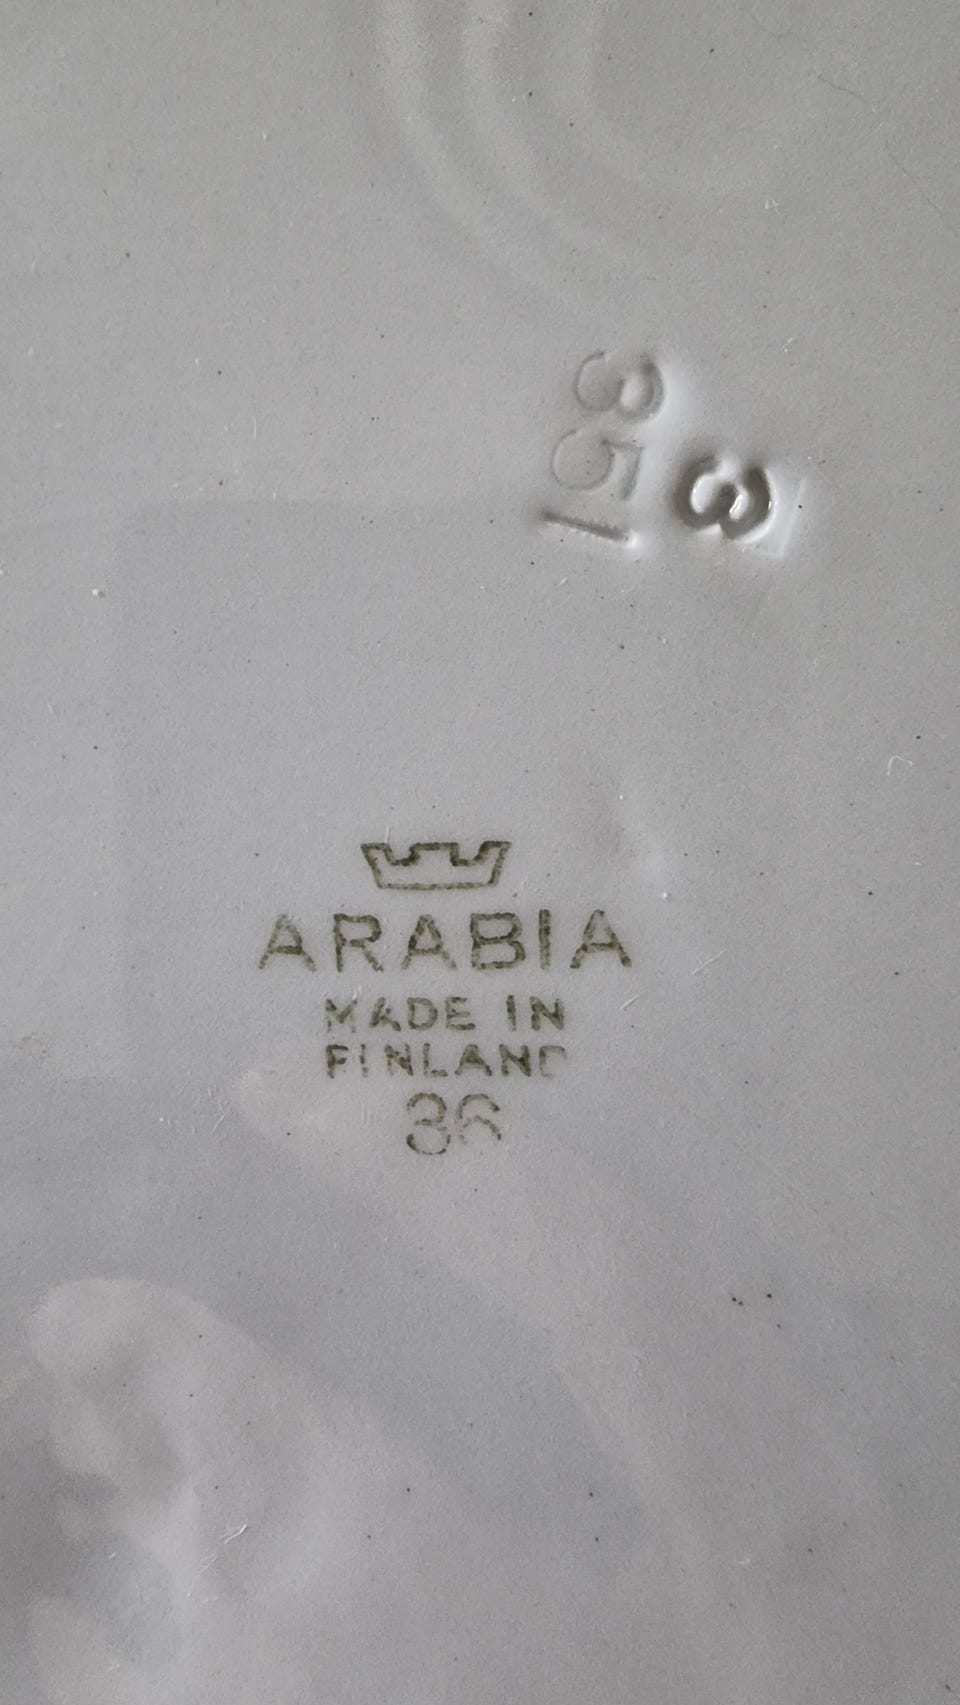 351
3
ARABIA
MADE IN
FINLAND
36